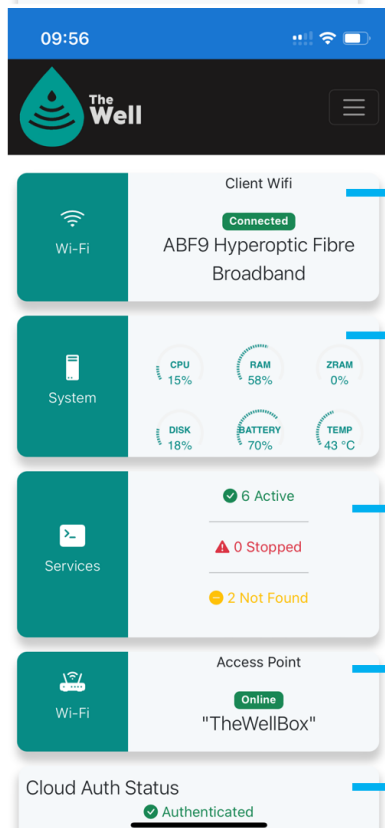 09:56
The
Well
Client Wifi
Connected
Wi-Fi
ABF9 Hyperoptic Fibre
Broadband
System
CPU
15%
RAM
58%
ZRAM
0%
DISK
18%
BATTERY
70%
TEMP
43 °C
Services
6 Active
0 Stopped
2 Not Found
Wi-Fi
Access Point
Online
"TheWellBox"
Cloud Auth Status
Authenticated